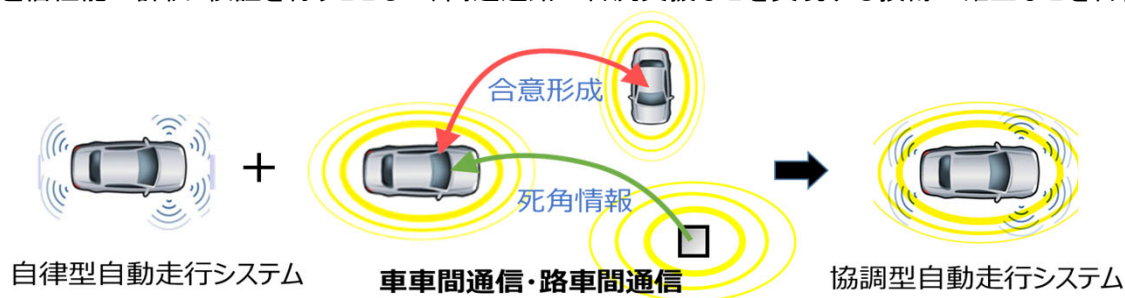 合意形成
死角情報
自律型自動走行システム
+
車車間通信・路車間通信
協調型自動走行システム